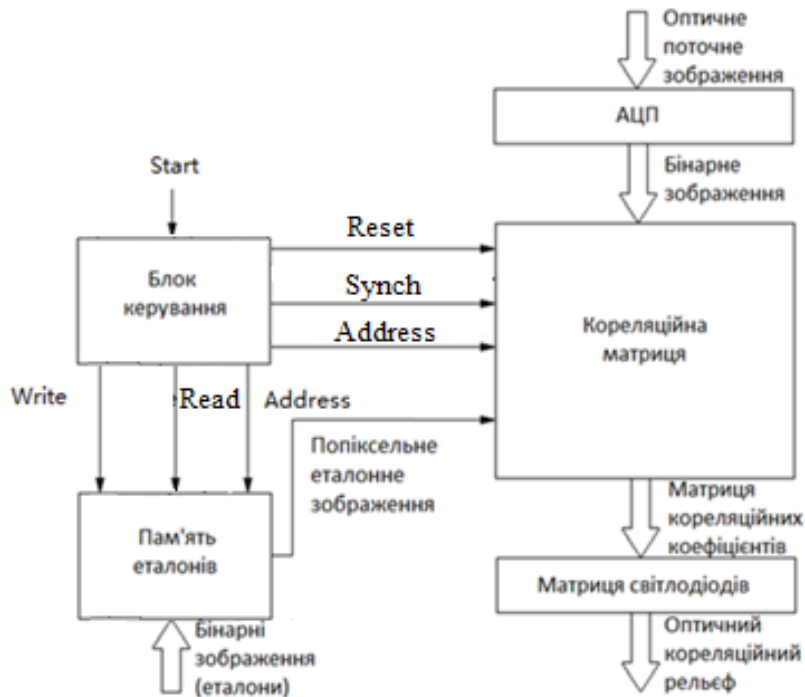 Оптичне
поточне
зображення
АЦП
Бінарне
зображення
Start
Блок
керування
Reset
Synch
Address
Кореляційна
матриця
Write
eRead
Address
Попіксельне
еталонне
зображення
Пам'ять
еталонів
Матриця
кореляційних
коефіцієнтів
Матриця світлодіодів
Бінарні
зображення
(еталони)
Оптичний
кореляційний
рельєф